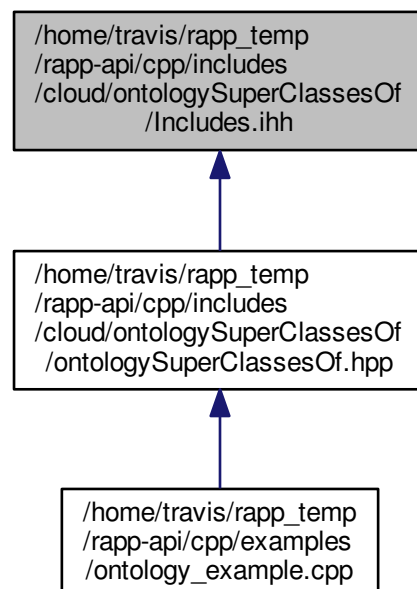 /home/travis/rapp_temp
/rapp-api/cpp/includes
/cloud/ontologySuperClassesOf
/Includes.ihh
/home/travis/rapp_temp
/rapp-api/cpp/includes
/cloud/ontologySuperClassesOf
/ontologySuperClassesOf.hpp
/home/travis/rapp_temp
/rapp-api/cpp/examples
/ontology_example.cpp